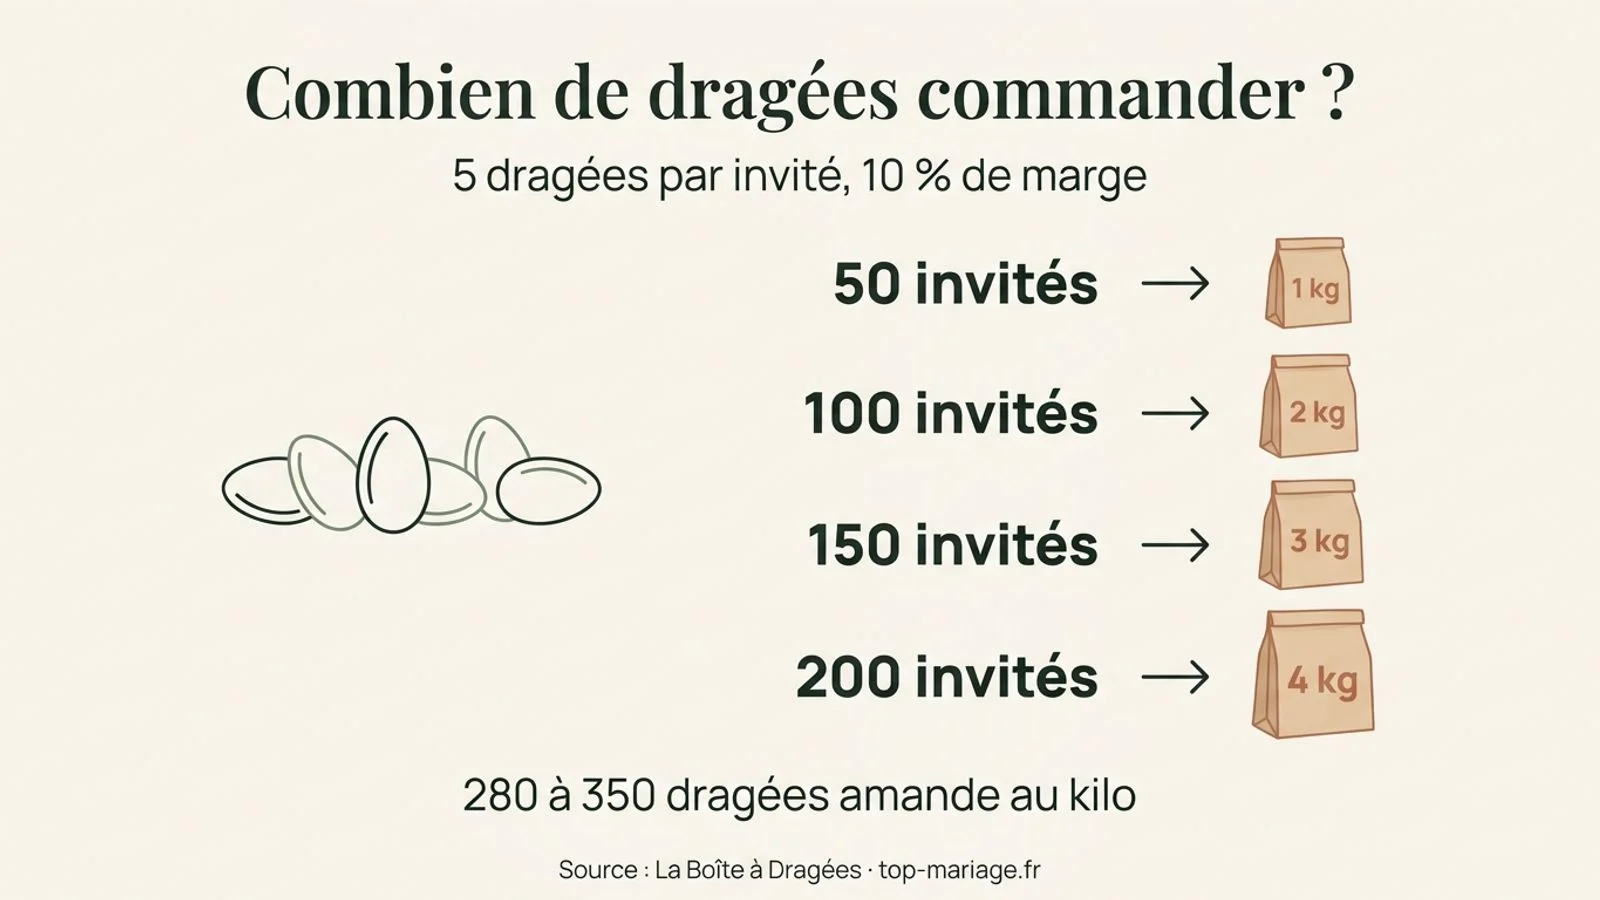 Combien de dragées commander ?
5 dragées par invité, 10 % de marge
50 invités → 1 kg
100 invités → 2 kg
150 invités → 3 kg
200 invités → 4 kg
280 à 350 dragées amande au kilo
Source : La Boîte à Dragées · top-mariage.fr